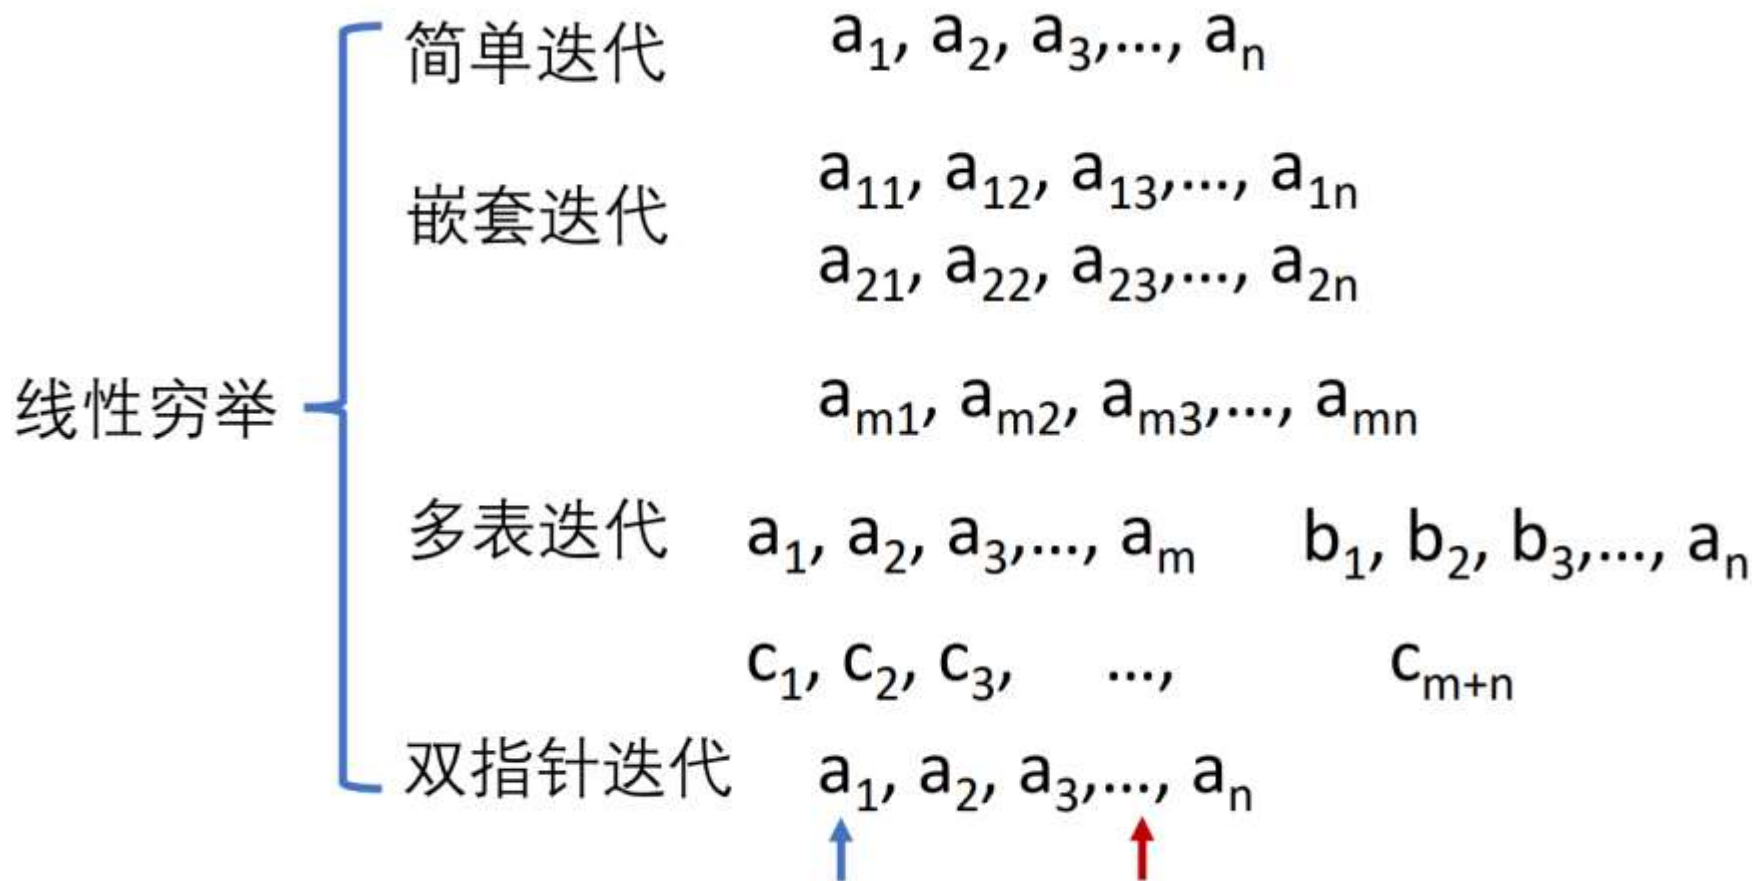 简单迭代 a₁, a₂, a₃,..., aₙ
嵌套迭代 a₁₁, a₁₂, a₁₃,..., a₁ₙ
a₂₁, a₂₂, a₂₃,..., a₂ₙ
线性穷举 aₘ₁, aₘ₂, aₘ₃,..., aₘₙ
多表迭代 a₁, a₂, a₃,..., aₘ b₁, b₂, b₃,..., aₙ
c₁, c₂, c₃, ..., cₘ₊ₙ
双指针迭代 a₁, a₂, a₃,..., aₙ